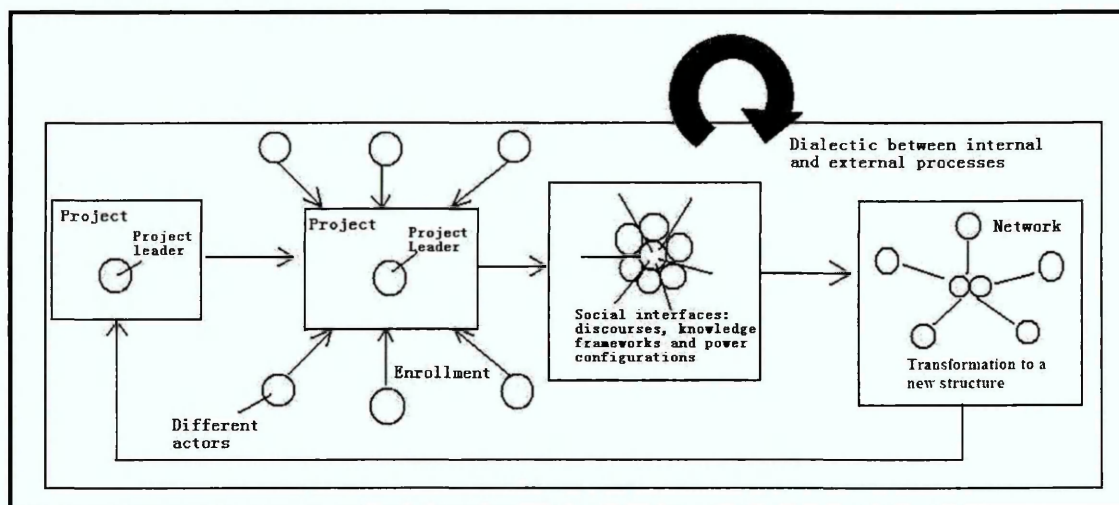 Dialectic between internal
and external processes
Project
Project
leader
Project
Project
Leader
Enrollment
Different
actors
Social interfaces:
discourses, knowledge
frameworks and power
configurations
Network
Transformation to a
new structure